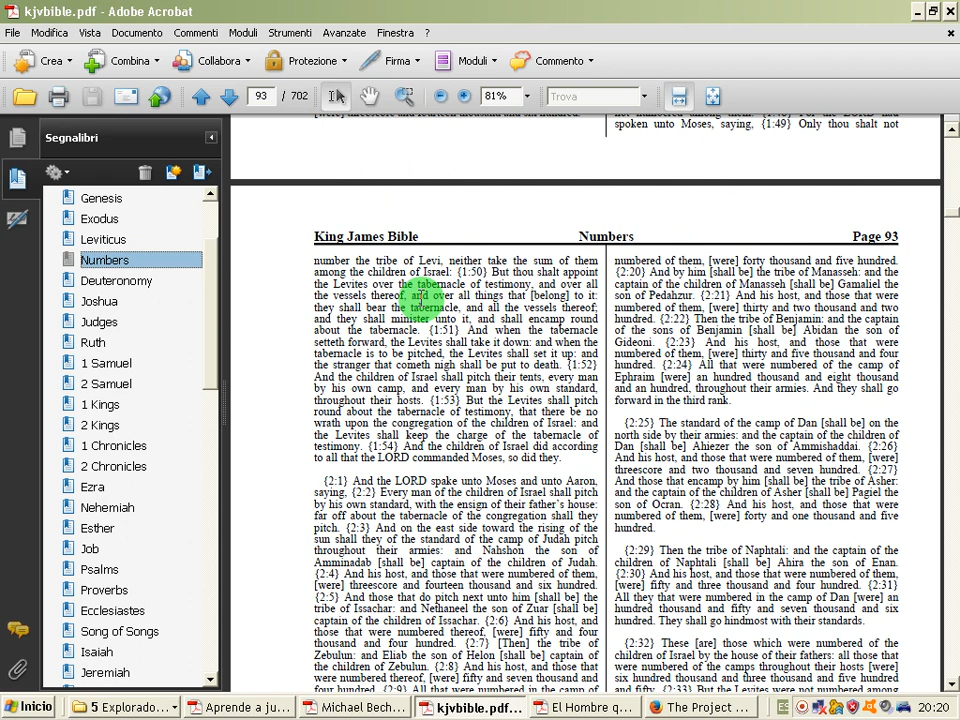 kjvbible.pdf - Adobe Acrobat
File Modifica Vista Documento Commenti Moduli Strumenti Avanzate Finestra ?
Crea Combina Collabora Protezione Firma Moduli Commento
93 / 702 81% Trova
Segnalibri
Genesis
Exodus
Leviticus
Numbers
Deuteronomy
Joshua
Judges
Ruth
1 Samuel
2 Samuel
1 Kings
2 Kings
1 Chronicles
2 Chronicles
Ezra
Nehemiah
Esther
Job
Psalms
Proverbs
Ecclesiastes
Song of Songs
Isaiah
Jeremiah
[were] threescore and fourteen thousand and six hundred.
spoken unto Moses, saying, {1:49} Only thou shalt not
King James Bible Numbers Page 93
number the tribe of Levi, neither take the sum of them
among the children of Israel: {1:50} But thou shalt appoint
the Levites over the tabernacle of testimony, and over all
the vessels thereof, and over all things that [belong] to it:
they shall bear the tabernacle, and all the vessels thereof;
and they shall minister unto it, and shall encamp round
about the tabernacle. {1:51} And when the tabernacle
setteth forward, the Levites shall take it down: and when the
tabernacle is to be pitched, the Levites shall set it up: and
the stranger that cometh nigh shall be put to death. {1:52}
And the children of Israel shall pitch their tents, every man
by his own camp, and every man by his own standard,
throughout their hosts. {1:53} But the Levites shall pitch
round about the tabernacle of testimony, that there be no
wrath upon the congregation of the children of Israel: and
the Levites shall keep the charge of the tabernacle of
testimony. {1:54} And the children of Israel did according
to all that the LORD commanded Moses, so did they.
{2:1} And the LORD spake unto Moses and unto Aaron,
saying, {2:2} Every man of the children of Israel shall pitch
by his own standard, with the ensign of their father's house:
far off about the tabernacle of the congregation shall they
pitch. {2:3} And on the east side toward the rising of the
sun shall they of the standard of the camp of Judah pitch
throughout their armies: and Nahshon the son of
Amminadab [shall be] captain of the children of Judah.
{2:4} And his host, and those that were numbered of them,
[were] threescore and fourteen thousand and six hundred.
{2:5} And those that do pitch next unto him [shall be] the
tribe of Issachar: and Nethaneel the son of Zuar [shall be]
captain of the children of Issachar. {2:6} And his host, and
those that were numbered thereof, [were] fifty and four
thousand and four hundred. {2:7} [Then] the tribe of
Zebulun: and Eliab the son of Helon [shall be] captain of
the children of Zebulun. {2:8} And his host, and those that
were numbered thereof, [were] fifty and seven thousand and
four hundred. {2:9} All that were numbered in the camp of
numbered of them, [were] forty thousand and five hundred.
{2:20} And by him [shall be] the tribe of Manasseh: and the
captain of the children of Manasseh [shall be] Gamaliel the
son of Pedahzur. {2:21} And his host, and those that were
numbered of them, [were] thirty and two thousand and two
hundred. {2:22} Then the tribe of Benjamin: and the captain
of the sons of Benjamin [shall be] Abidan the son of
Gideoni. {2:23} And his host, and those that were
numbered of them, [were] thirty and five thousand and four
hundred. {2:24} All that were numbered of the camp of
Ephraim [were] an hundred thousand and eight thousand
and an hundred, throughout their armies. And they shall go
forward in the third rank.
{2:25} The standard of the camp of Dan [shall be] on the
north side by their armies: and the captain of the children of
Dan [shall be] Ahiezer the son of Ammishaddai. {2:26}
And his host, and those that were numbered of them, [were]
threescore and two thousand and seven hundred. {2:27}
And those that encamp by him [shall be] the tribe of Asher:
and the captain of the children of Asher [shall be] Pagiel the
son of Ocran. {2:28} And his host, and those that were
numbered of them, [were] forty and one thousand and five
hundred.
{2:29} Then the tribe of Naphtali: and the captain of the
children of Naphtali [shall be] Ahira the son of Enan.
{2:30} And his host, and those that were numbered of them,
[were] fifty and three thousand and four hundred. {2:31}
All they that were numbered in the camp of Dan [were] an
hundred thousand and fifty and seven thousand and six
hundred. They shall go hindmost with their standards.
{2:32} These [are] those which were numbered of the
children of Israel by the house of their fathers: all those that
were numbered of the camps throughout their hosts [were]
six hundred thousand and three thousand and five hundred
and fifty. {2:33} But the Levites were not numbered among
Inicio 5 Explorado... Aprende a ju... Michael Bech... kjvbible.pdf... El Hombre q... The Project ... ES 20:20